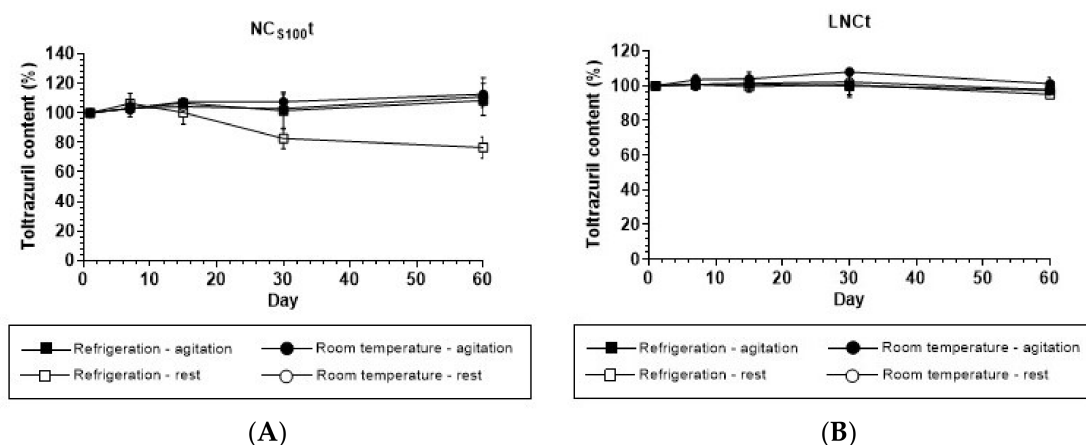 NCS100t
Toltrazuril content (%)
140
120
100
80
60
40
20
0
0 10 20 30 40 50 60
Day
Refrigeration - agitation Room temperature - agitation
Refrigeration - rest Room temperature - rest
(A)
LNCt
Toltrazuril content (%)
120
100
80
60
40
20
0
0 10 20 30 40 50 60
Day
Refrigeration - agitation Room temperature - agitation
Refrigeration - rest Room temperature - rest
(B)